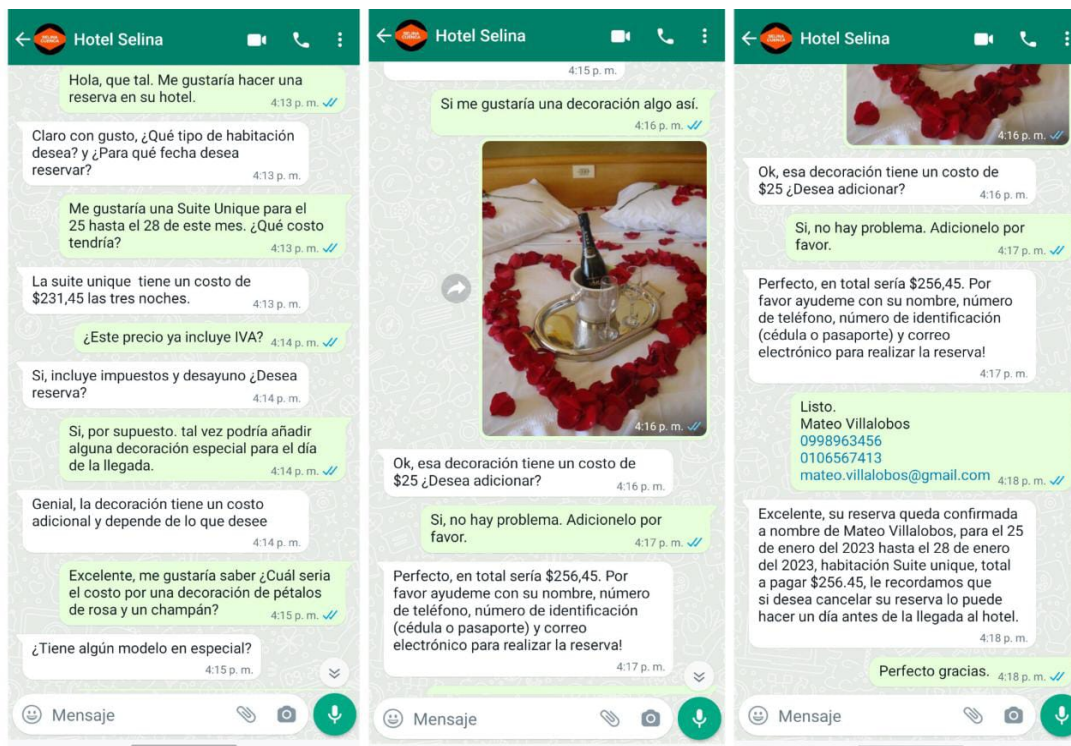 Hotel Selina
Hola, que tal. Me gustaría hacer una
reserva en su hotel.
4:13 p. m.
Claro con gusto, ¿Qué tipo de habitación
desea? y ¿Para qué fecha desea
reservar?
4:13 p. m.
Me gustaría una Suite Unique para el
25 hasta el 28 de este mes. ¿Qué costo
tendría?
4:13 p. m.
La suite unique tiene un costo de
$231,45 las tres noches.
4:13 p. m.
¿Este precio ya incluye IVA? 4:14 p. m.
Si, incluye impuestos y desayuno ¿Desea
reserva?
4:14 p. m.
Si, por supuesto. tal vez podría añadir
alguna decoración especial para el día
de la llegada.
4:14 p. m.
Genial, la decoración tiene un costo
adicional y depende de lo que desee
4:14 p. m.
Excelente, me gustaría saber ¿Cuál seria
el costo por una decoración de pétalos
de rosa y un champán?
4:15 p. m.
¿Tiene algún modelo en especial?
4:15 p. m.
Mensaje
Hotel Selina
4:15 p. m.
Si me gustaría una decoración algo así.
4:16 p. m.
4:16 p. m.
Ok, esa decoración tiene un costo de
$25 ¿Desea adicionar?
4:16 p. m.
Si, no hay problema. Adicionelo por
favor.
4:17 p. m.
Perfecto, en total sería $256,45. Por
favor ayudeme con su nombre, número
de teléfono, número de identificación
(cédula o pasaporte) y correo
electrónico para realizar la reserva!
4:17 p. m.
Mensaje
Hotel Selina
4:16 p. m.
Ok, esa decoración tiene un costo de
$25 ¿Desea adicionar?
4:16 p. m.
Si, no hay problema. Adicionelo por
favor.
4:17 p. m.
Perfecto, en total sería $256,45. Por
favor ayudeme con su nombre, número
de teléfono, número de identificación
(cédula o pasaporte) y correo
electrónico para realizar la reserva!
4:17 p. m.
Listo.
Mateo Villalobos
0998963456
0106567413
mateo.villalobos@gmail.com 4:18 p. m.
Excelente, su reserva queda confirmada
a nombre de Mateo Villalobos, para el 25
de enero del 2023 hasta el 28 de enero
del 2023, habitación Suite unique, total
a pagar $256.45, le recordamos que
si desea cancelar su reserva lo puede
hacer un día antes de la llegada al hotel.
4:18 p. m.
Perfecto gracias. 4:18 p. m.
Mensaje